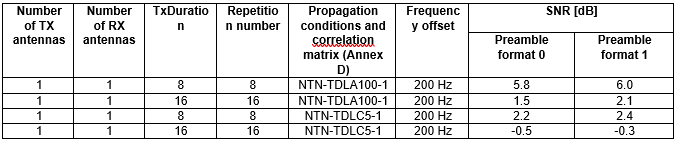 Number of TX antennas | Number of RX antennas | TxDuration | Repetition number | Propagation conditions and correlation matrix (Annex D) | Frequency offset | SNR [dB]
Preamble format 0 | Preamble format 1
1 | 1 | 8 | 8 | NTN-TDLA100-1 | 200 Hz | 5.8 | 6.0
1 | 1 | 16 | 16 | NTN-TDLA100-1 | 200 Hz | 1.5 | 2.1
1 | 1 | 8 | 8 | NTN-TDLC5-1 | 200 Hz | 2.2 | 2.4
1 | 1 | 16 | 16 | NTN-TDLC5-1 | 200 Hz | -0.5 | -0.3